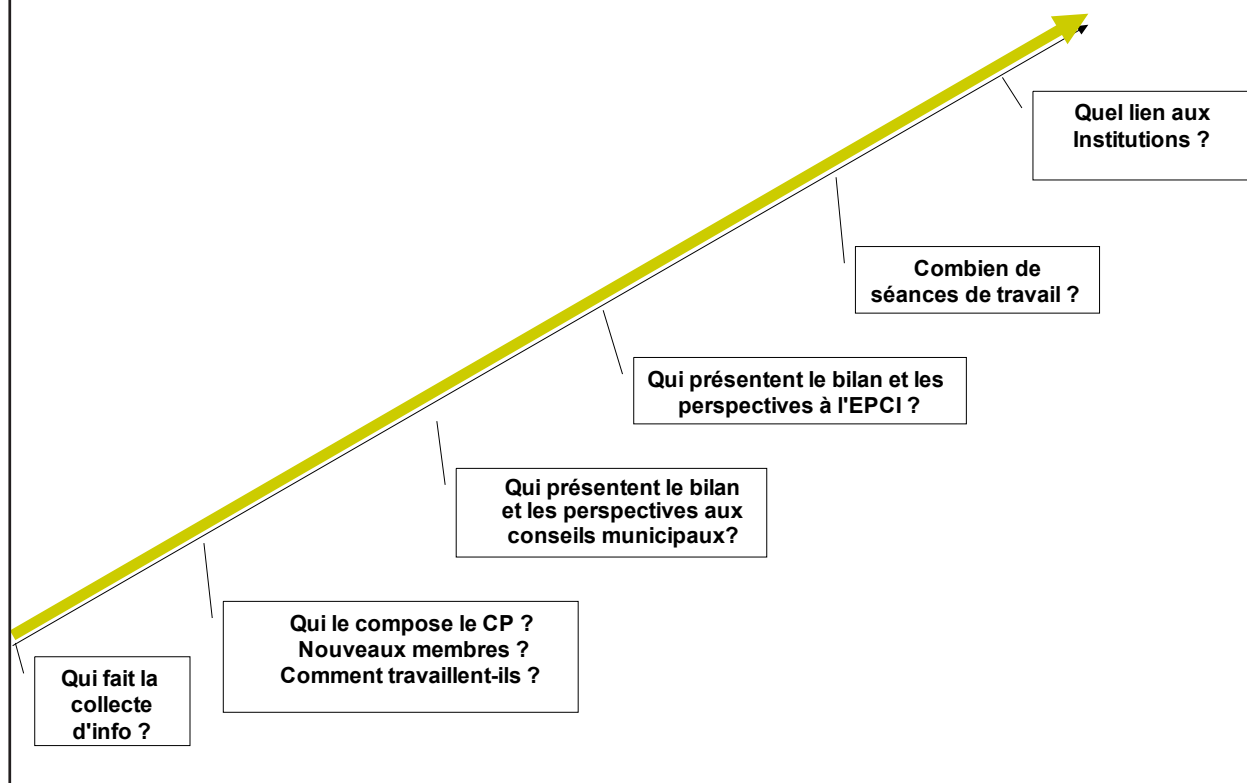 Quel lien aux
Institutions ?
Combien de
séances de travail ?
Qui présentent le bilan et les
perspectives à l'EPCI ?
Qui présentent le bilan
et les perspectives aux
conseils municipaux?
Qui le compose le CP ?
Nouveaux membres ?
Comment travaillent-ils ?
Qui fait la
collecte
d'info ?